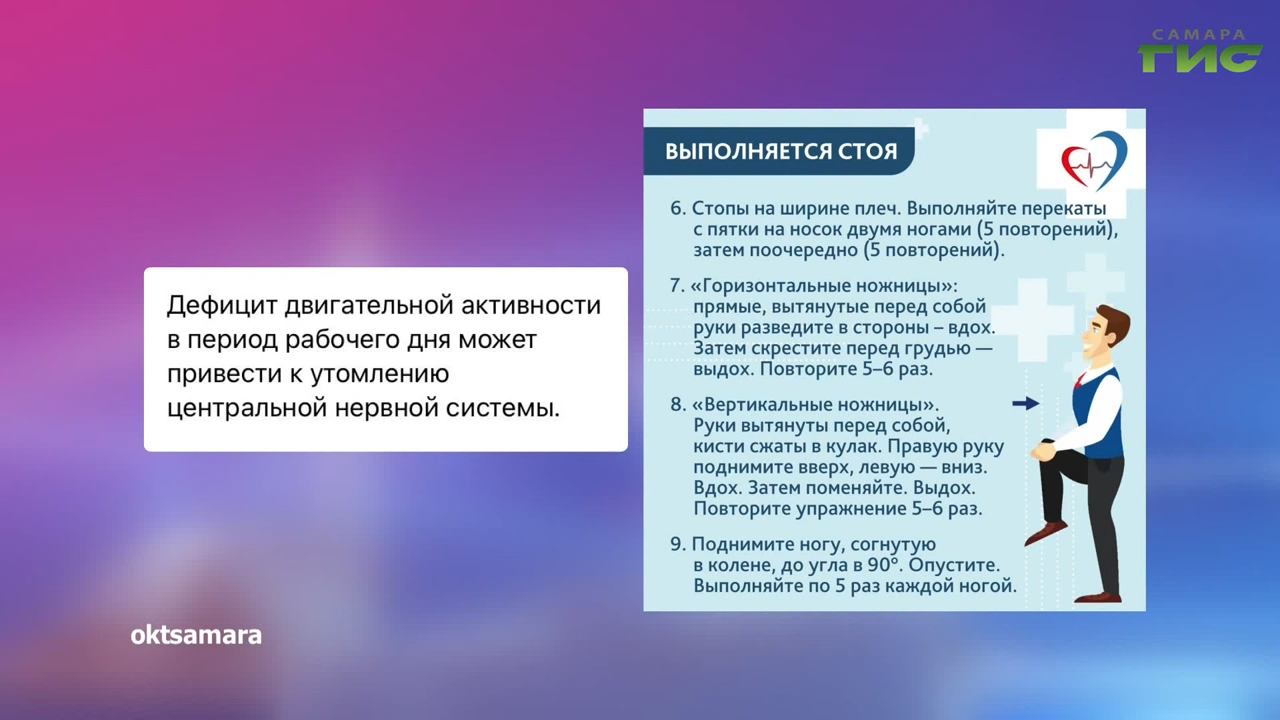 САМАРА
ГИС
Дефицит двигательной активности
в период рабочего дня может
привести к утомлению
центральной нервной системы.
oktsamara
ВЫПОЛНЯЕТСЯ СТОЯ
6. Стопы на ширине плеч. Выполняйте перекаты
с пятки на носок двумя ногами (5 повторений),
затем поочередно (5 повторений).
7. «Горизонтальные ножницы»:
прямые, вытянутые перед собой
руки разведите в стороны – вдох.
Затем скрестите перед грудью —
выдох. Повторите 5–6 раз.
8. «Вертикальные ножницы».
Руки вытянуты перед собой,
кисти сжаты в кулак. Правую руку
поднимите вверх, левую — вниз.
Вдох. Затем поменяйте. Выдох.
Повторите упражнение 5–6 раз.
9. Поднимите ногу, согнутую
в колене, до угла в 90°. Опустите.
Выполняйте по 5 раз каждой ногой.